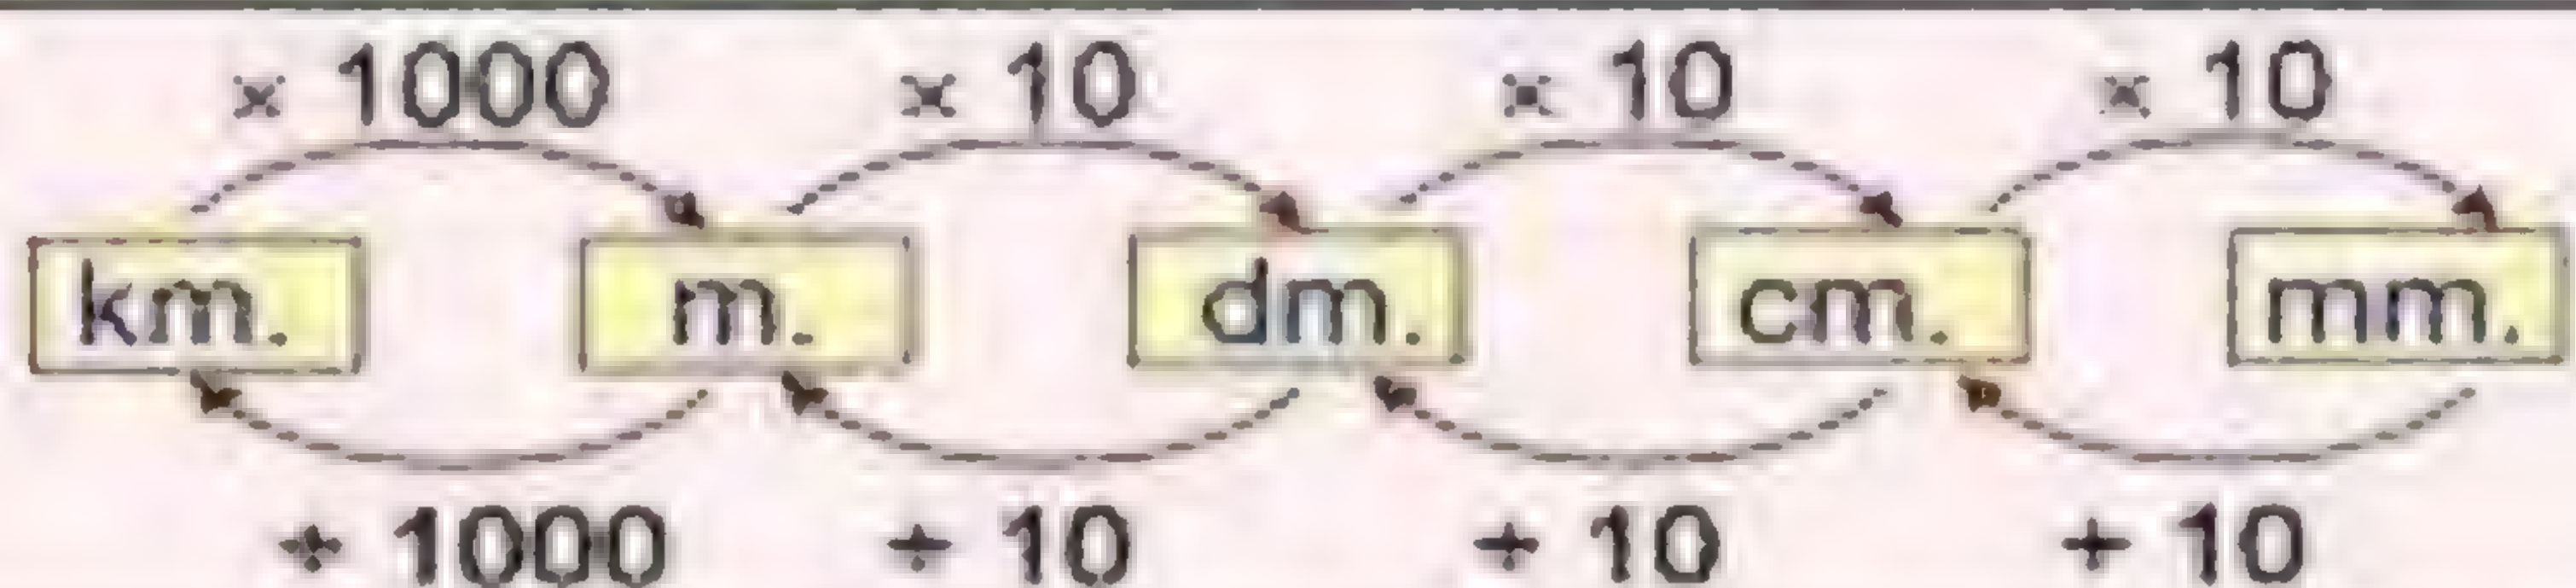 × 1000 × 10 × 10 × 10
km. m. dm. cm. mm.
÷ 1000 ÷ 10 ÷ 10 ÷ 10